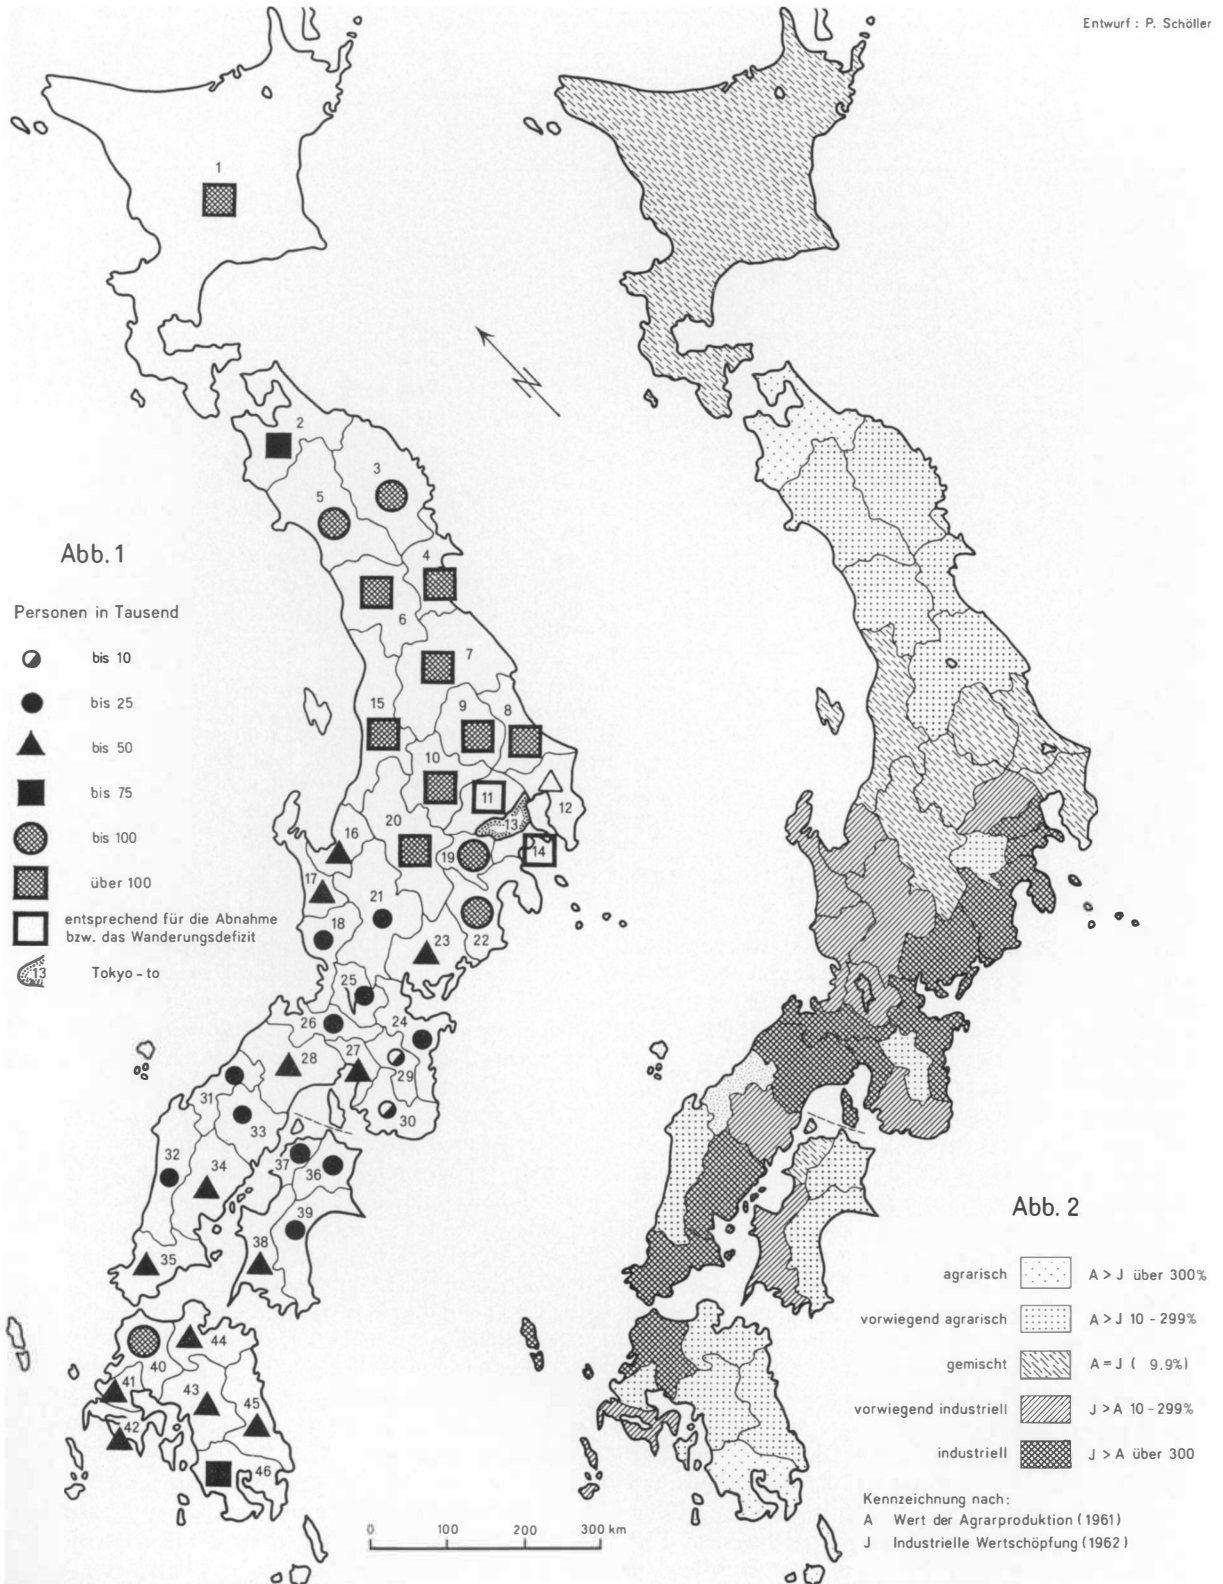 Entwurf : P. Schöller
Abb. 1
Personen in Tausend
bis 10
bis 25
bis 50
bis 75
bis 100
über 100
entsprechend für die Abnahme
bzw. das Wanderungsdefizit
13 Tokyo - to
1
2
3
5
4
6
7
15
9
8
10
11
12
20
13
16
19
14
17
21
18
23
22
25
26
24
28
27
29
31
30
33
32
34
37
36
39
35
38
44
40
41
43
45
42
46
0 100 200 300 km
Abb. 2
agrarisch A > J über 300%
vorwiegend agrarisch A > J 10 - 299%
gemischt A = J ( 9.9%)
vorwiegend industriell J > A 10 - 299%
industriell J > A über 300
Kennzeichnung nach:
A Wert der Agrarproduktion (1961)
J Industrielle Wertschöpfung (1962)